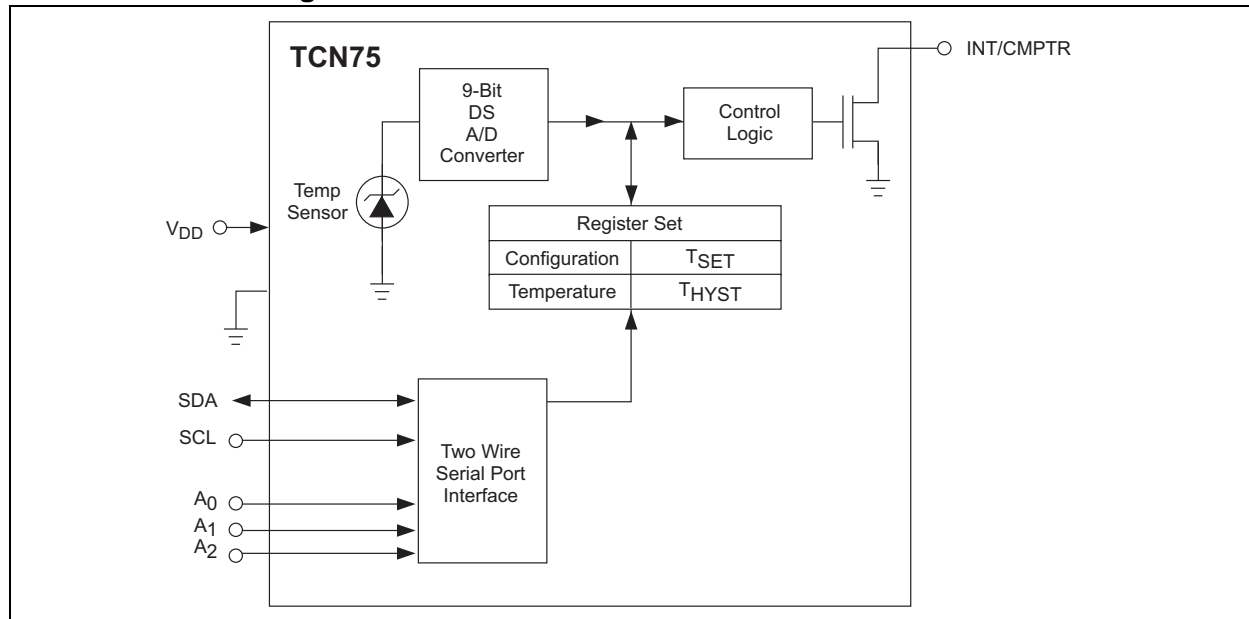 TCN75
INT/CMPTR
9-Bit
DS
A/D
Converter
Control
Logic
Temp
Sensor
VDD
Register Set
Configuration TSET
Temperature THYST
SDA
SCL
Two Wire
Serial Port
Interface
A0
A1
A2